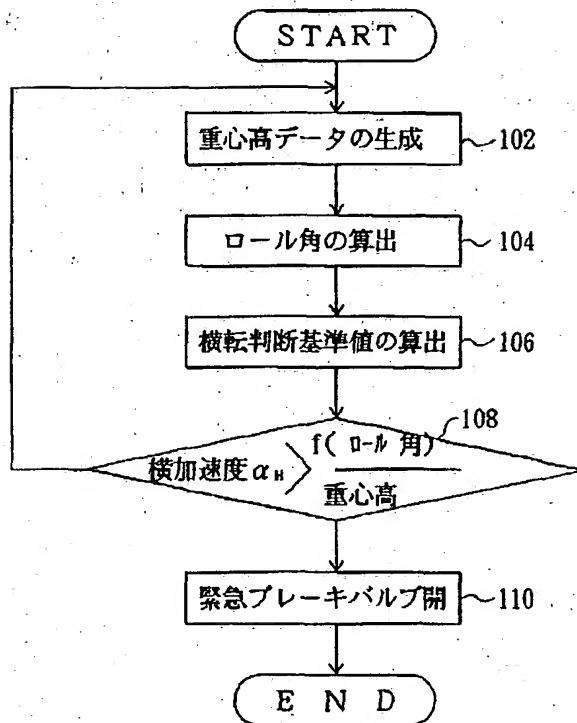 START
重心高データの生成 ~102
ロール角の算出 ~104
横転判断基準値の算出 ~106
108
f( ロール 角)
横加速度 αH >
重心高
緊急ブレーキバルブ開 ~110
E N D